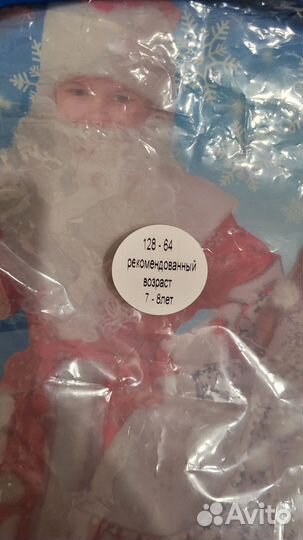 128 - 64
рекомендованный
возраст
7 - 8лет
Avito